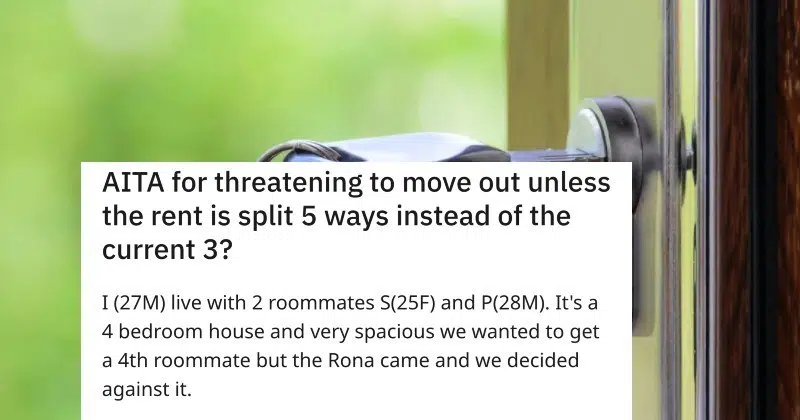 AITA for threatening to move out unless
the rent is split 5 ways instead of the
current 3?
I (27M) live with 2 roommates S(25F) and P(28M). It's a
4 bedroom house and very spacious we wanted to get
a 4th roommate but the Rona came and we decided
against it.